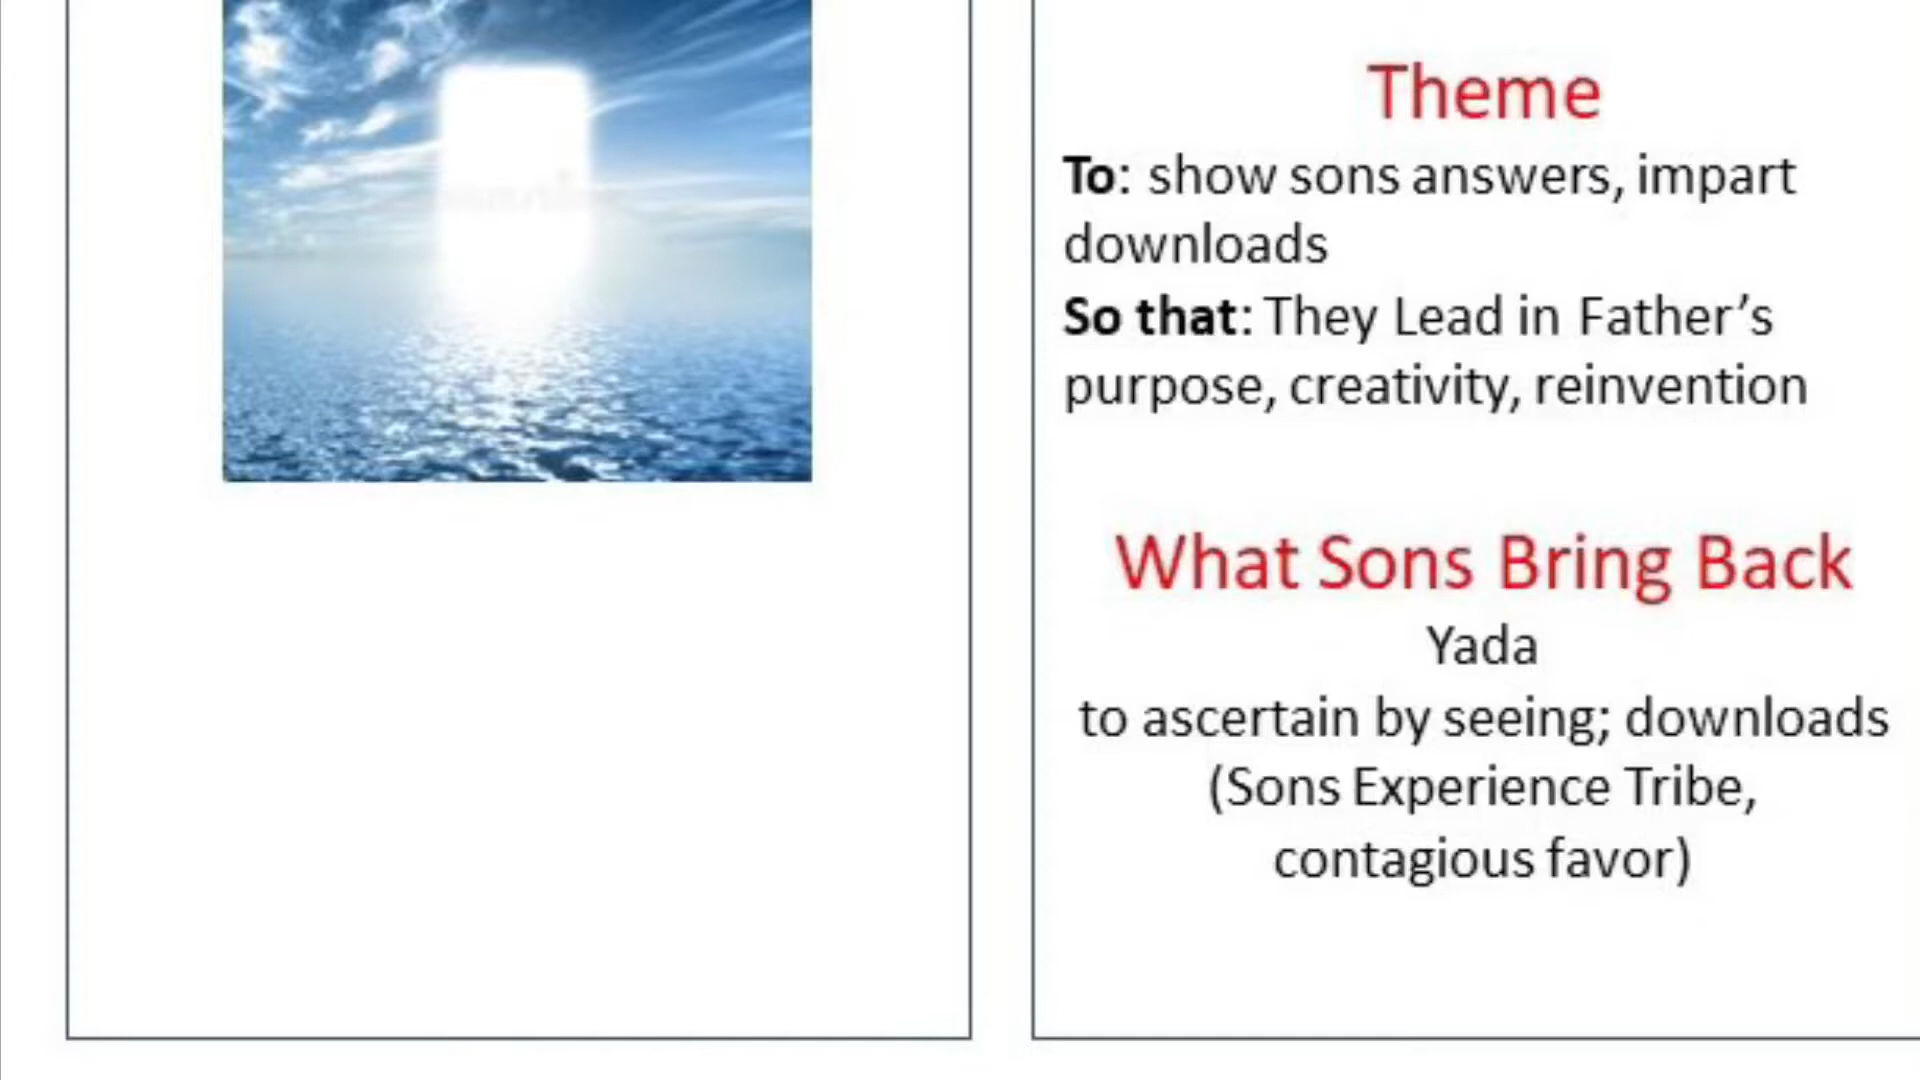 Theme
To: show sons answers, impart
downloads
So that: They Lead in Father's
purpose, creativity, reinvention
What Sons Bring Back
Yada
to ascertain by seeing; downloads
(Sons Experience Tribe,
contagious favor)